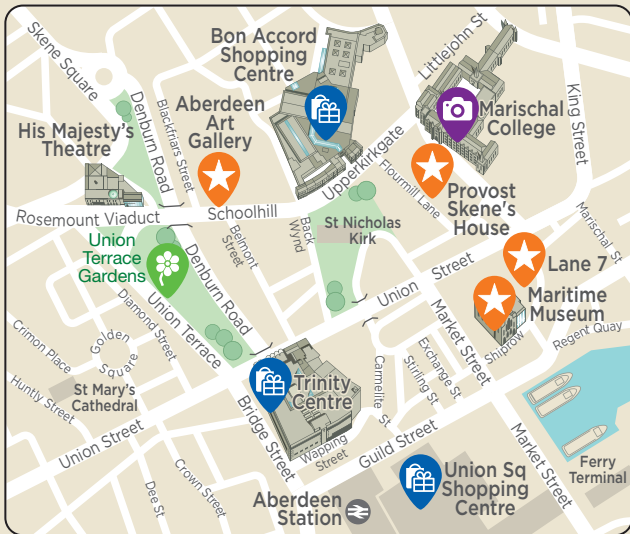 Skene Square
Denburn Road
Blackfriars Street
Bon Accord
Shopping
Centre
Littlejohn St
King Street
Aberdeen
Art
Gallery
Marischal
College
His Majesty's
Theatre
Upperkirkgate
Flourmill Lane
Provost
Skene's
House
Rosemount Viaduct
Schoolhill
Belmont
Street
Back
Wynd
St Nicholas
Kirk
Marischal St
Union
Terrace
Gardens
Denburn Road
Union Terrace
Diamond Street
Union Street
Lane 7
Maritime
Museum
Shiprow
Regent Quay
Market Street
Exchange St
Stirling St
Carmelite St
Crimon Place
Golden
Square
Huntly Street
St Mary's
Cathedral
Trinity
Centre
Bridge Street
Wapping
Street
Guild Street
Union Street
Crown Street
Dee St
Market Street
Union Sq
Shopping
Centre
Ferry
Terminal
Aberdeen
Station